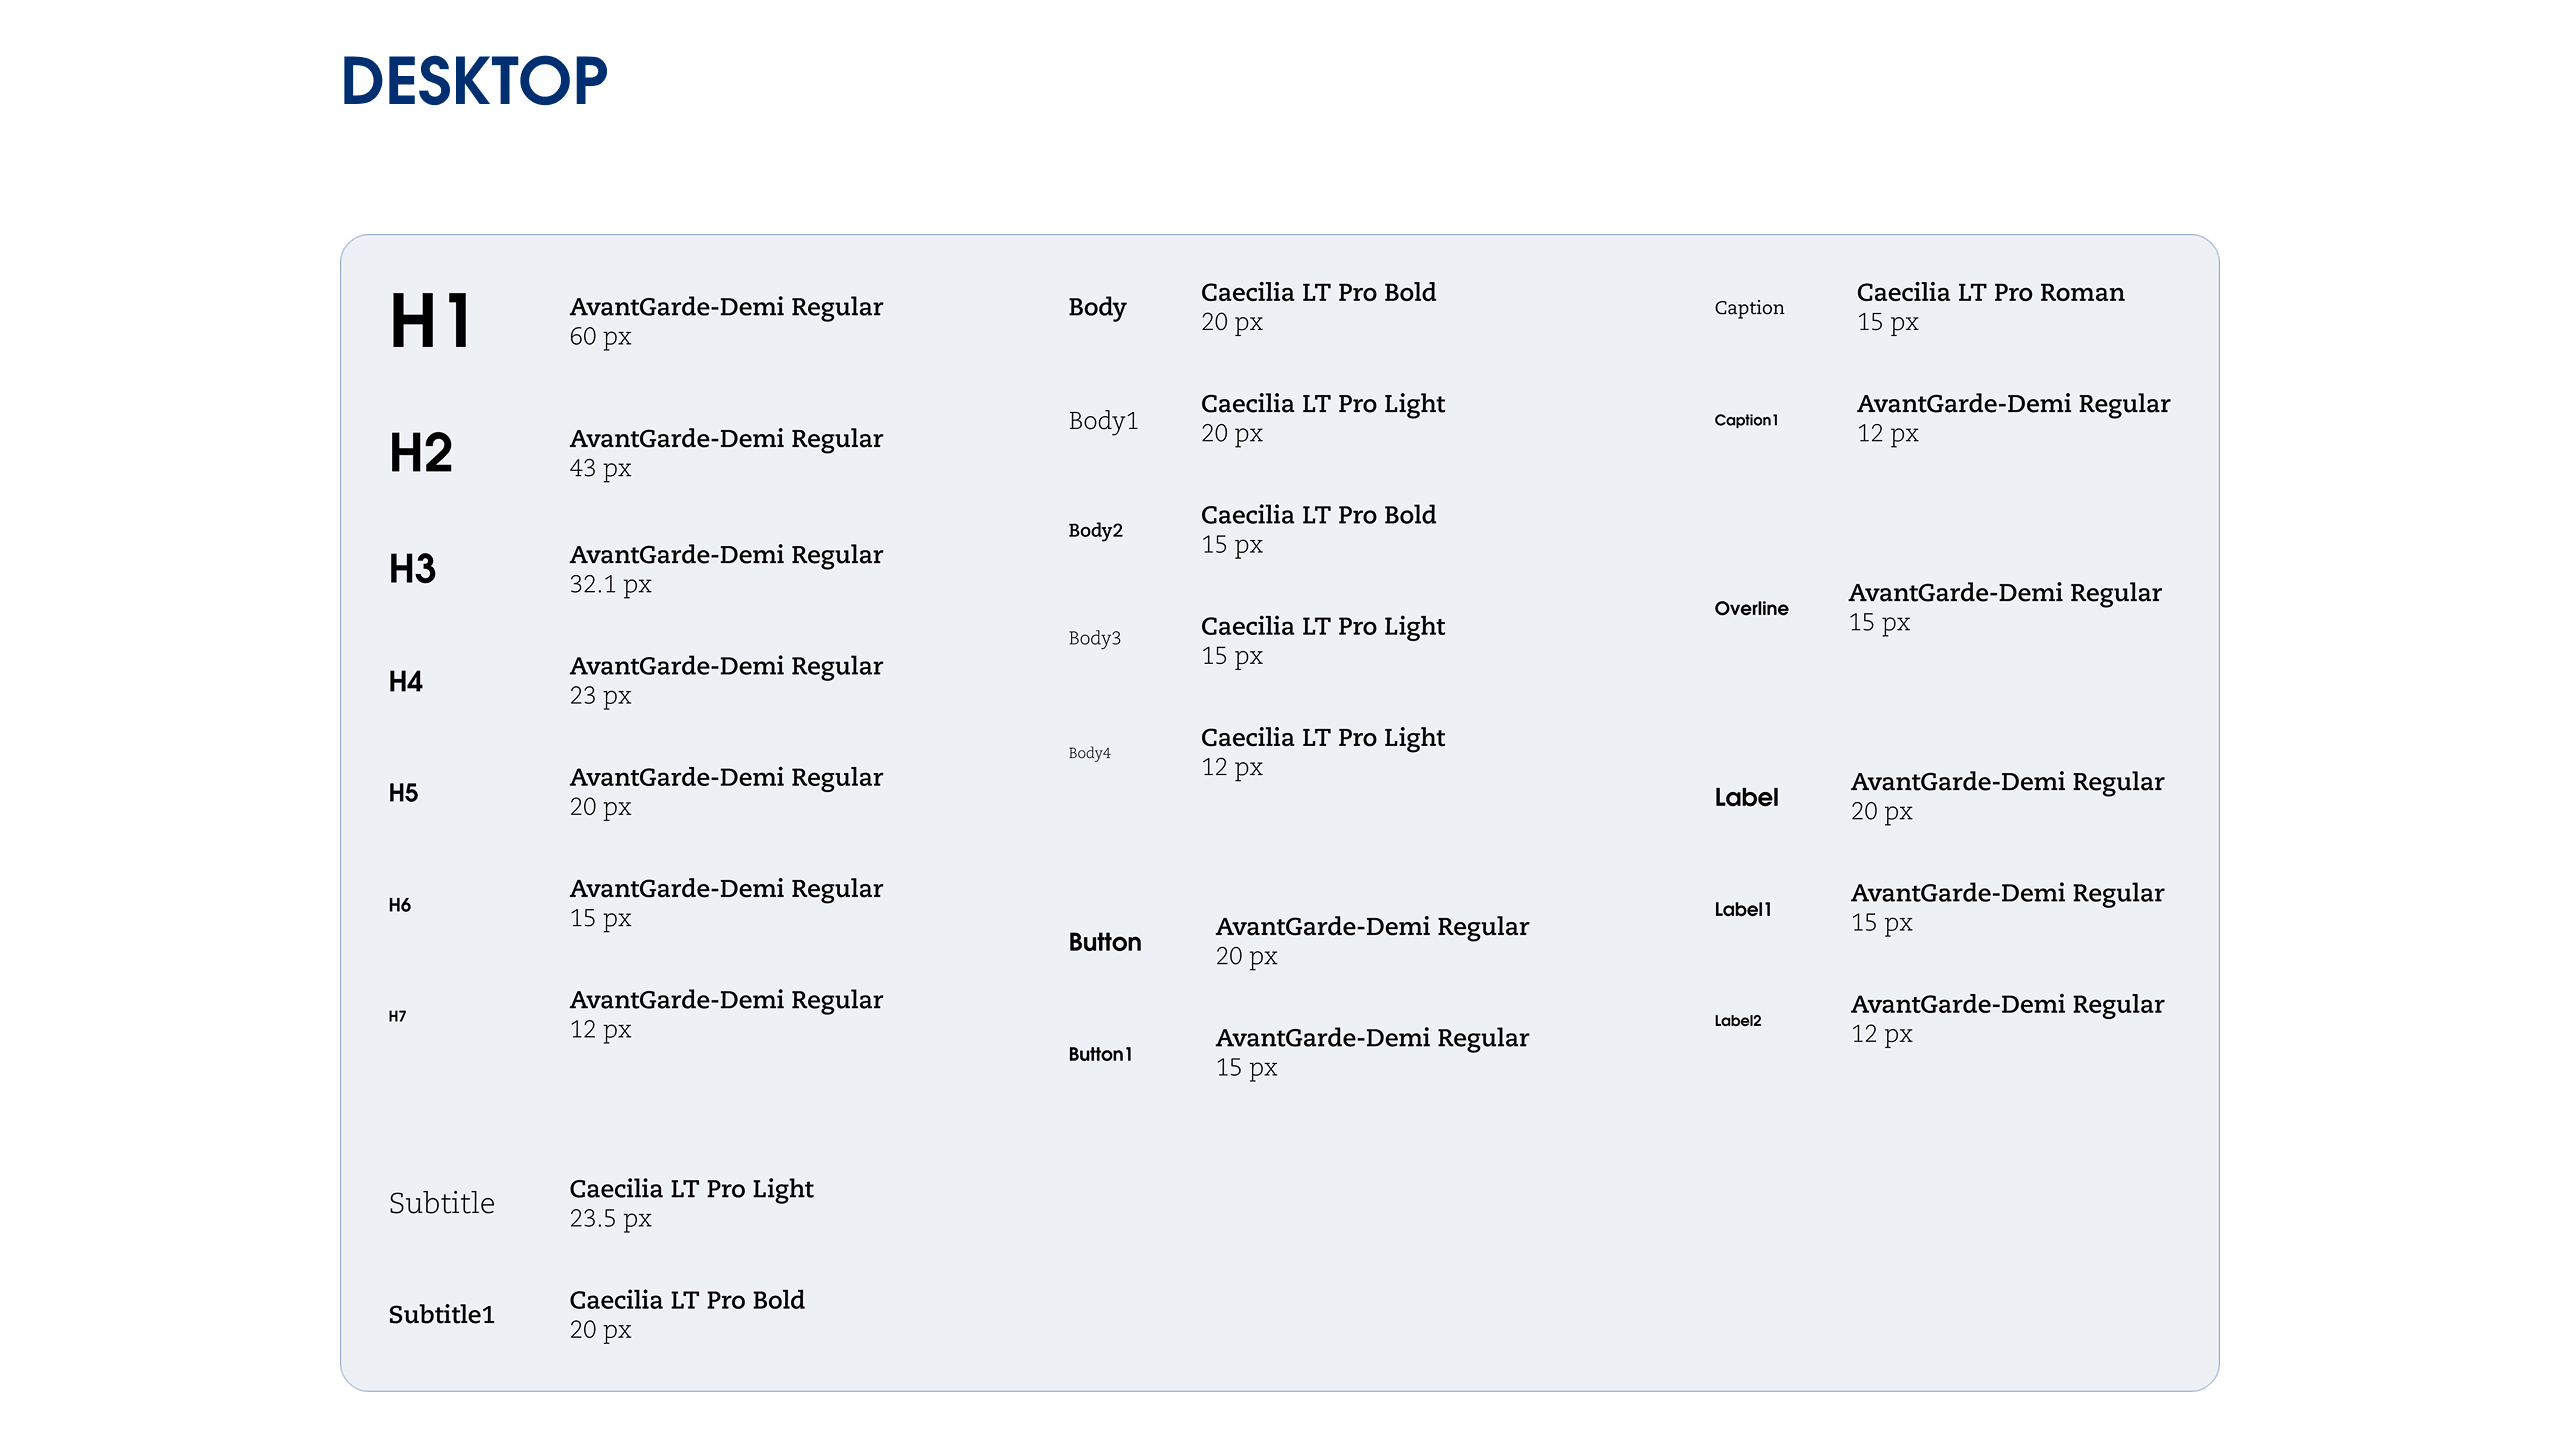 DESKTOP
H1
AvantGarde-Demi Regular
60 px
H2
AvantGarde-Demi Regular
43 px
H3
AvantGarde-Demi Regular
32.1 px
H4
AvantGarde-Demi Regular
23 px
H5
AvantGarde-Demi Regular
20 px
H6
AvantGarde-Demi Regular
15 px
H7
AvantGarde-Demi Regular
12 px
Subtitle
Caecilia LT Pro Light
23.5 px
Subtitle1
Caecilia LT Pro Bold
20 px
Body
Caecilia LT Pro Bold
20 px
Body1
Caecilia LT Pro Light
20 px
Body2
Caecilia LT Pro Bold
15 px
Body3
Caecilia LT Pro Light
15 px
Body4
Caecilia LT Pro Light
12 px
Button
AvantGarde-Demi Regular
20 px
Button1
AvantGarde-Demi Regular
15 px
Caption
Caecilia LT Pro Roman
15 px
Caption1
AvantGarde-Demi Regular
12 px
Overline
AvantGarde-Demi Regular
15 px
Label
AvantGarde-Demi Regular
20 px
Label1
AvantGarde-Demi Regular
15 px
Label2
AvantGarde-Demi Regular
12 px